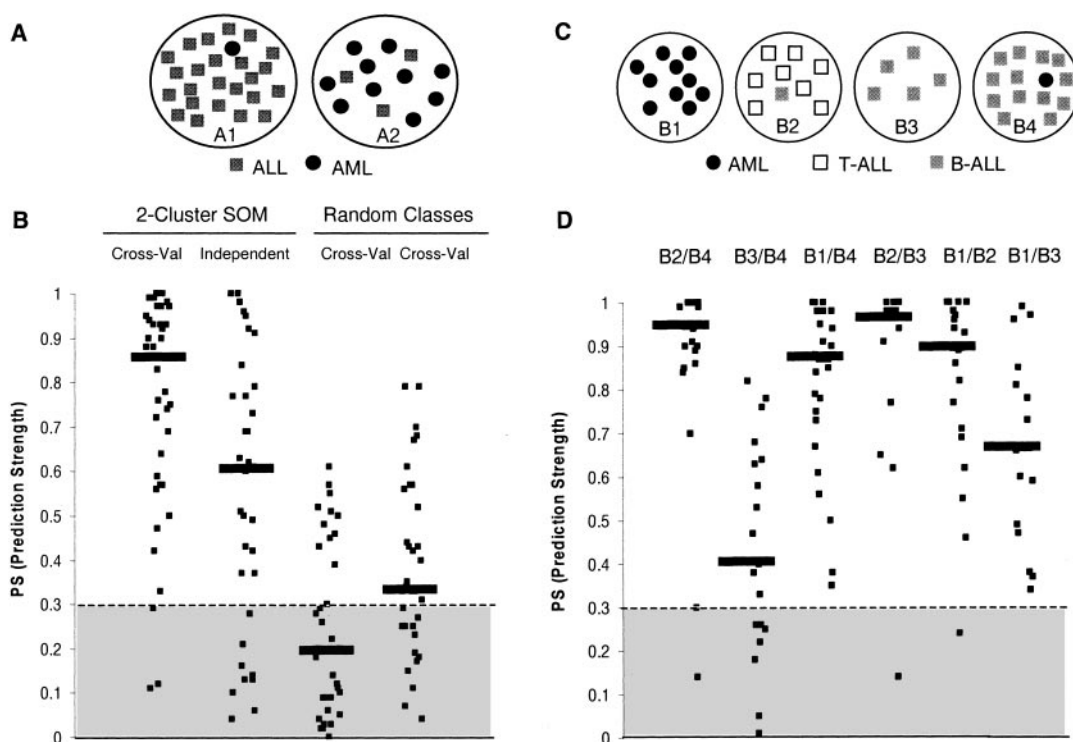 A
A1 A2
ALL AML
C
B1 B2 B3 B4
AML T-ALL B-ALL
B
2-Cluster SOM Random Classes
Cross-Val Independent Cross-Val Cross-Val
PS (Prediction Strength)
1
0.9
0.8
0.7
0.6
0.5
0.4
0.3
0.2
0.1
0
D
B2/B4 B3/B4 B1/B4 B2/B3 B1/B2 B1/B3
PS (Prediction Strength)
1
0.9
0.8
0.7
0.6
0.5
0.4
0.3
0.2
0.1
0